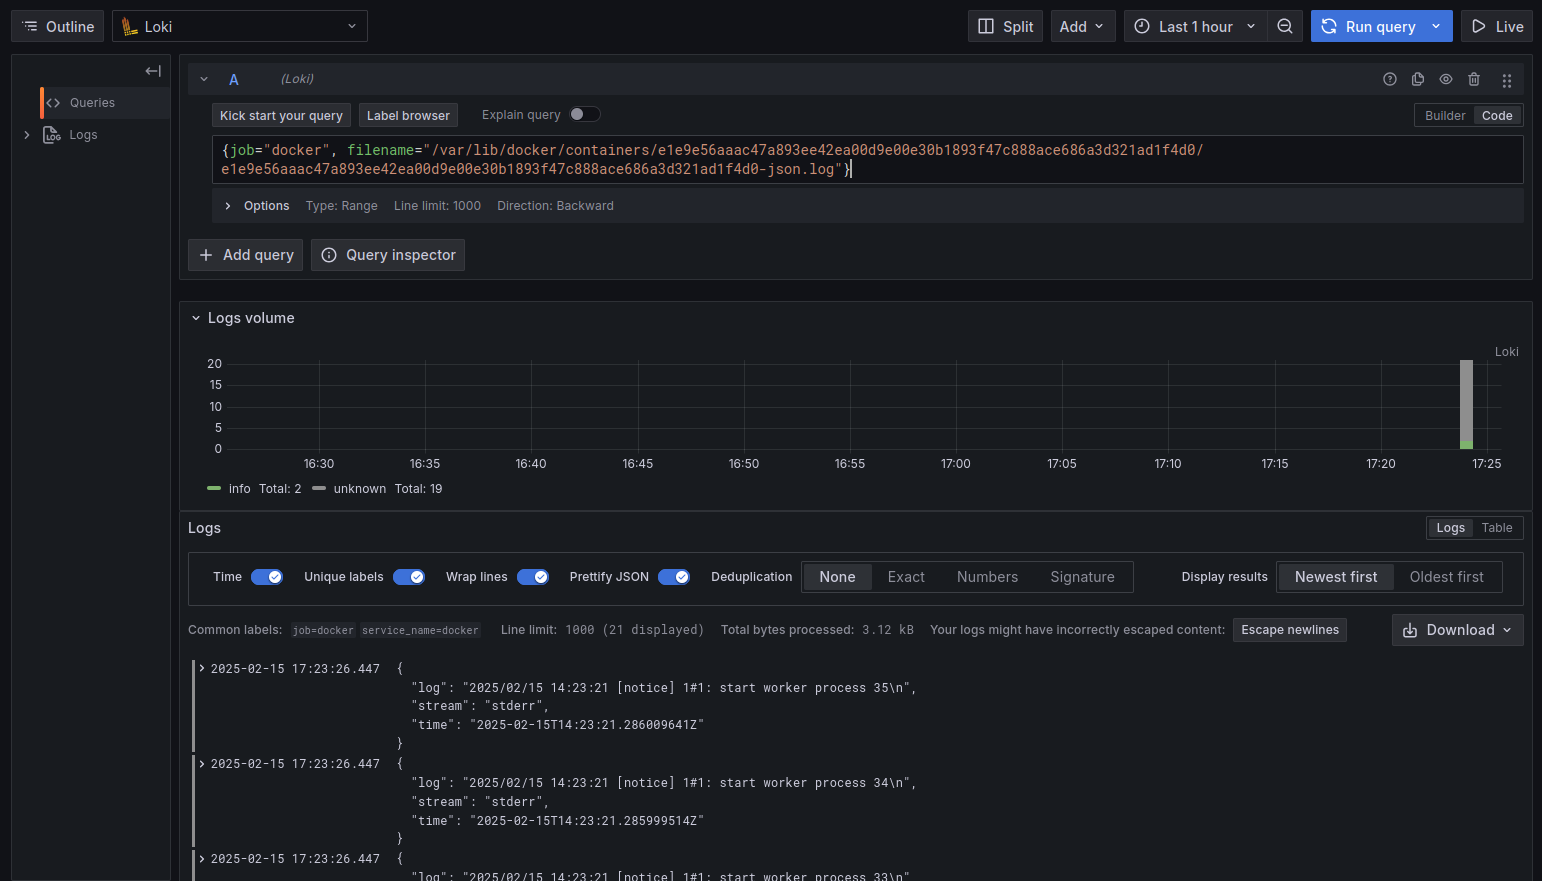 Outline
Loki
Split
Add
Last 1 hour
Run query
Live
Queries
Logs
A
(Loki)
Kick start your query
Label browser
Explain query
Builder
Code
{job="docker", filename="/var/lib/docker/containers/e1e9e56aaac47a893ee42ea00d9e00e30b1893f47c888ace686a3d321ad1f4d0/
e1e9e56aaac47a893ee42ea00d9e00e30b1893f47c888ace686a3d321ad1f4d0-json.log"}
Options Type: Range Line limit: 1000 Direction: Backward
Add query
Query inspector
Logs volume
Loki
20
15
10
5
0
16:30 16:35 16:40 16:45 16:50 16:55 17:00 17:05 17:10 17:15 17:20 17:25
info Total: 2 unknown Total: 19
Logs
Logs Table
Time Unique labels Wrap lines Prettify JSON Deduplication None Exact Numbers Signature Display results Newest first Oldest first
Common labels: job=docker service_name=docker Line limit: 1000 (21 displayed) Total bytes processed: 3.12 kB Your logs might have incorrectly escaped content: Escape newlines Download
2025-02-15 17:23:26.447 {
"log": "2025/02/15 14:23:21 [notice] 1#1: start worker process 35\n",
"stream": "stderr",
"time": "2025-02-15T14:23:21.286009641Z"
}
2025-02-15 17:23:26.447 {
"log": "2025/02/15 14:23:21 [notice] 1#1: start worker process 34\n",
"stream": "stderr",
"time": "2025-02-15T14:23:21.285999514Z"
}
2025-02-15 17:23:26.447 {
"log": "2025/02/15 14:23:21 [notice] 1#1: start worker process 33\n",